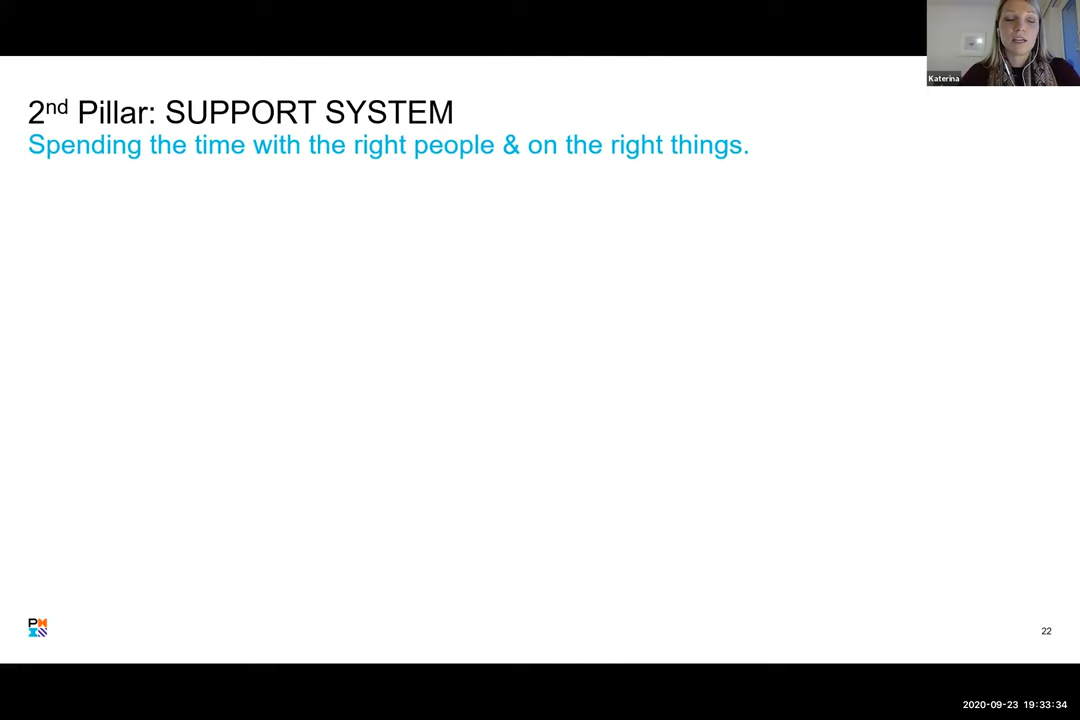 Katerina
2nd Pillar: SUPPORT SYSTEM
Spending the time with the right people & on the right things.
PM
22
2020-09-23 19:33:34